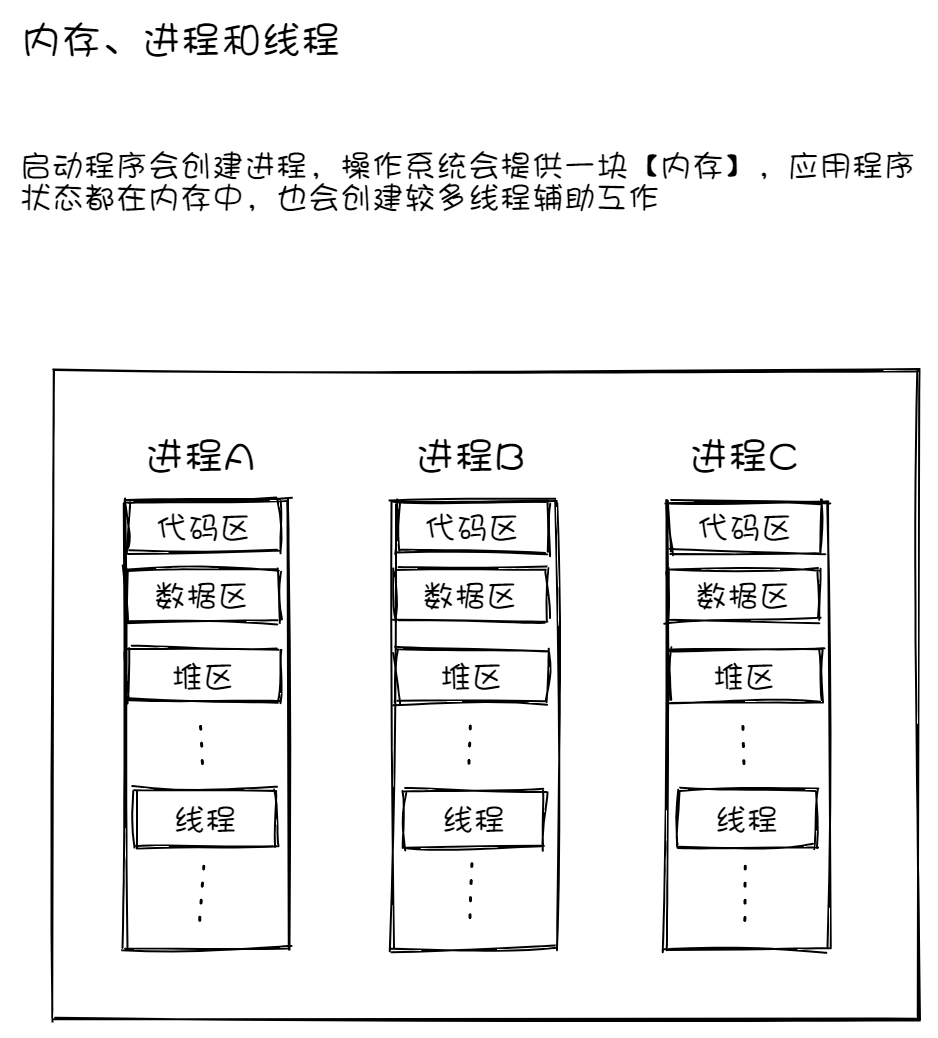 内存、进程和线程
启动程序会创建进程，操作系统会提供一块【内存】，应用程序
状态都在内存中，也会创建较多线程辅助互作
进程A 进程B 进程C
代码区 代码区 代码区
数据区 数据区 数据区
堆区 堆区 堆区
线程 线程 线程